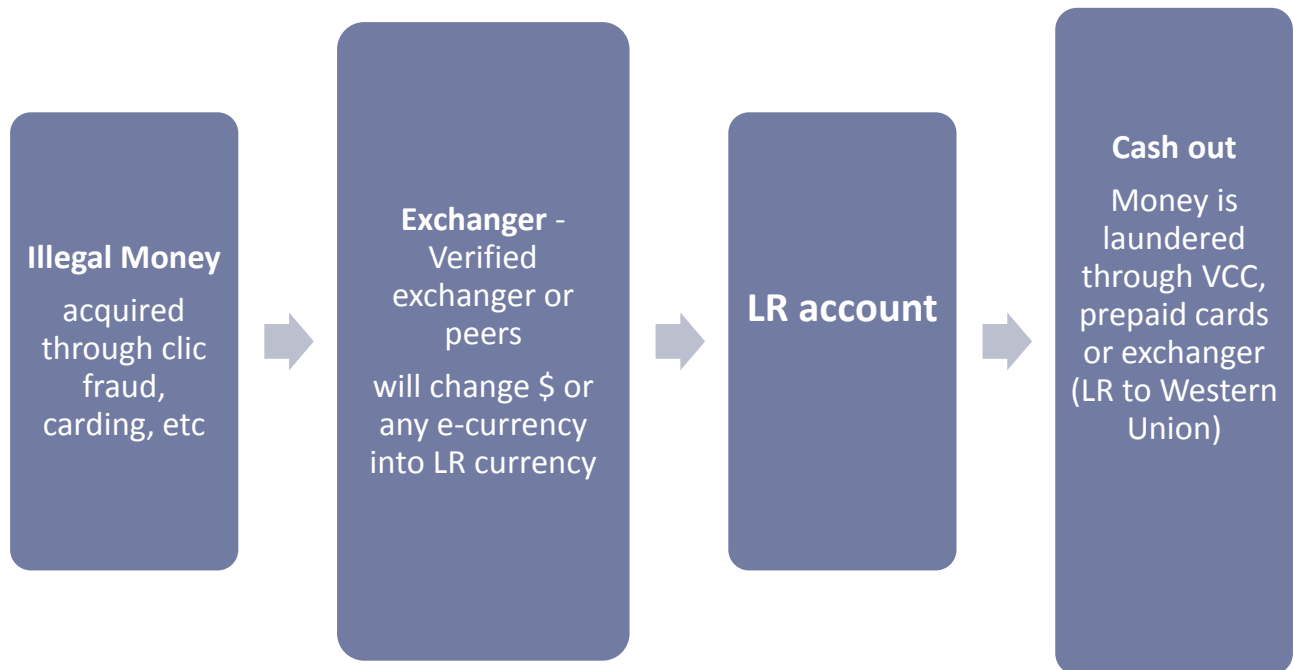 Illegal Money
acquired
through clic
fraud,
carding, etc
Exchanger -
Verified
exchanger or
peers
will change $ or
any e-currency
into LR currency
LR account
Cash out
Money is
laundered
through VCC,
prepaid cards
or exchanger
(LR to Western
Union)